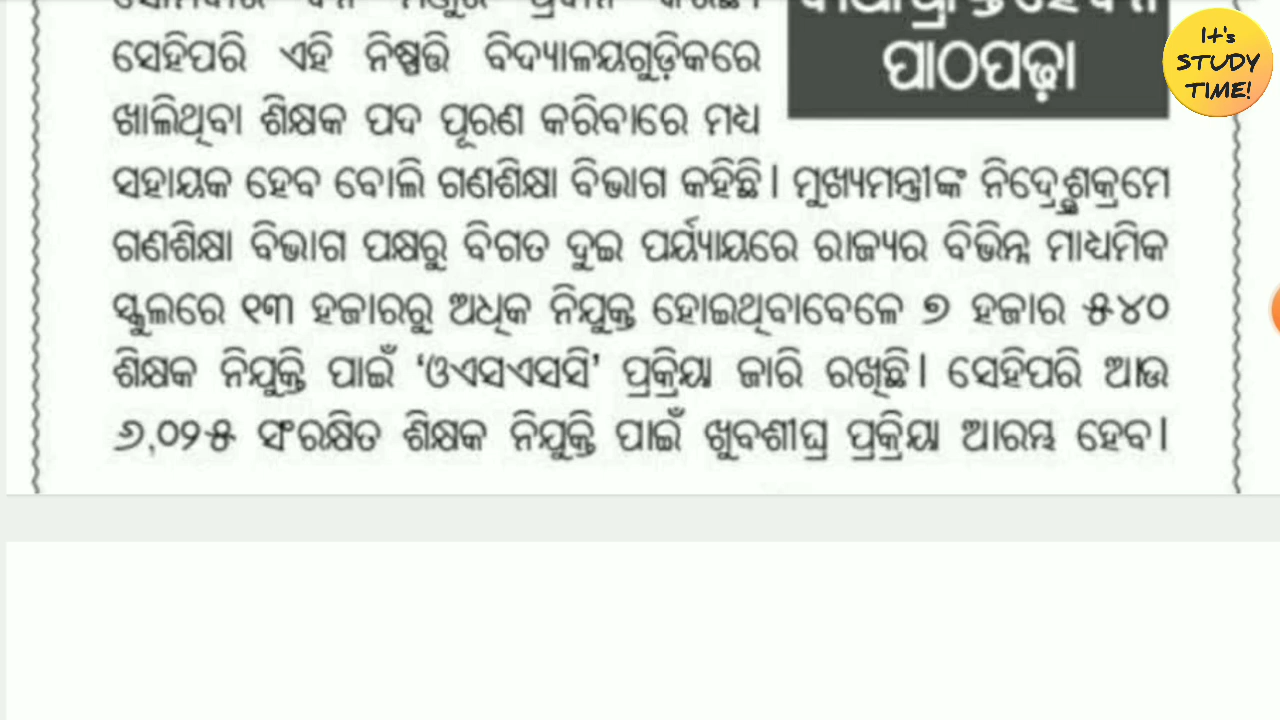 ସେହିପରି ଏହି ନିଷ୍ପତ୍ତି ବିଦ୍ୟାଳୟଗୁଡ଼ିକରେ
ପାଠପଢ଼ା
It's
STUDY
TIME!
ଖାଲିଥିବା ଶିକ୍ଷକ ପଦ ପୂରଣ କରିବାରେ ମଧ୍ୟ
ସହାୟକ ହେବ ବୋଲି ଗଣଶିକ୍ଷା ବିଭାଗ କହିଛି। ମୁଖ୍ୟମନ୍ତ୍ରୀଙ୍କ ନିଦ୍ରେ୍ଧଶକ୍ରମେ
ଗଣଶିକ୍ଷା ବିଭାଗ ପକ୍ଷରୁ ବିଗତ ଦୁଇ ପର୍ଯ୍ୟାୟରେ ରାଜ୍ୟର ବିଭିନ୍ନ ମାଧ୍ୟମିକ
ସ୍କୁଲରେ ୧୩ ହଜାରରୁ ଅଧିକ ନିଯୁକ୍ତ ହୋଇଥିବାବେଳେ ୭ ହଜାର ୫୪୦
ଶିକ୍ଷକ ନିଯୁକ୍ତି ପାଇଁ ‘ଓଏସଏସସି’ ପ୍ରକ୍ରିୟା ଜାରି ରଖିଛି। ସେହିପରି ଆଉ
୬,୦୨୫ ସଂରକ୍ଷିତ ଶିକ୍ଷକ ନିଯୁକ୍ତି ପାଇଁ ଖୁବଶୀଘ୍ର ପ୍ରକ୍ରିୟା ଆରମ୍ଭ ହେବ।